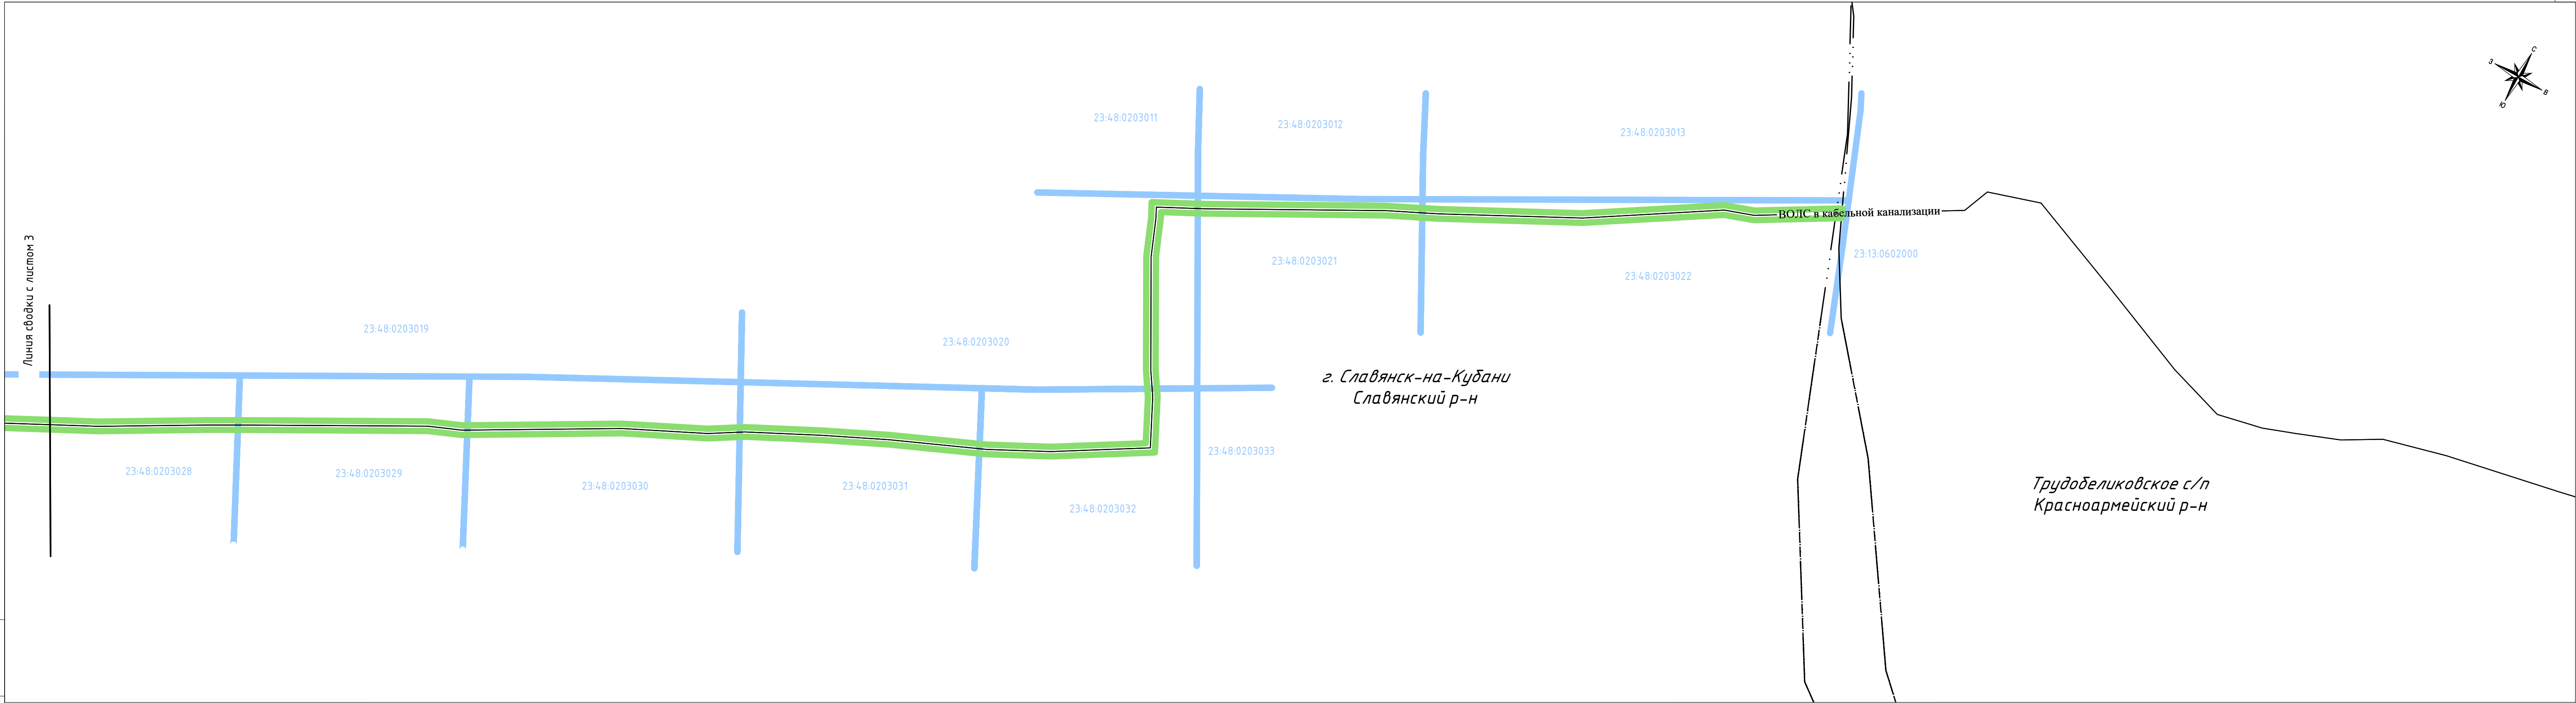 С
З
В
Ю
23:48:0203011
23:48:0203012
23:48:0203013
ВОЛС в кабельной канализации
23:13:0602000
23:48:0203021
23:48:0203022
Линия сводки с листом 3
23:48:0203019
23:48:0203020
г. Славянск-на-Кубани
Славянский р-н
23:48:0203033
23:48:0203028
23:48:0203029
23:48:0203030
23:48:0203031
23:48:0203032
Трудобеликовское с/п
Красноармейский р-н